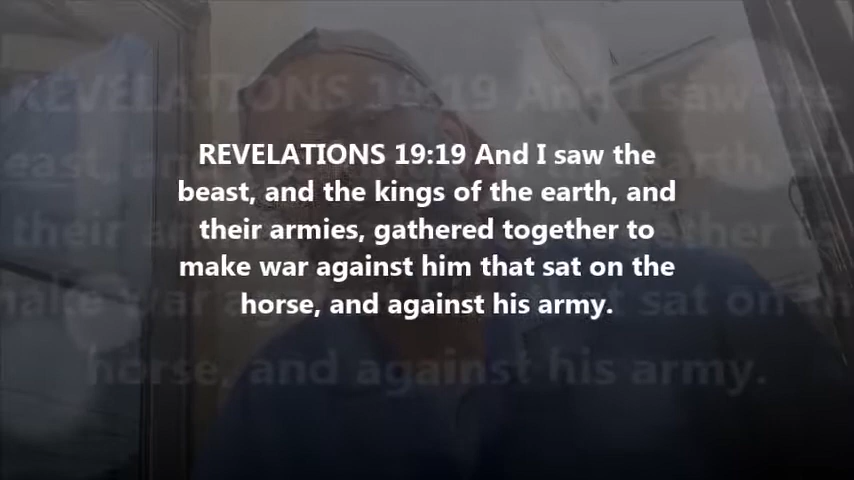 REVELATIONS 19:19 And I saw the
beast, and the kings of the earth, and
their armies, gathered together to
make war against him that sat on the
horse, and against his army.